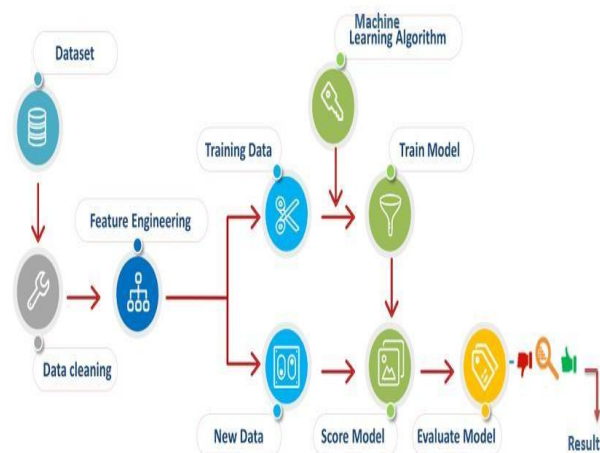 Dataset
Machine
Learning Algorithm
Training Data
Train Model
Feature Engineering
Data cleaning
New Data
Score Model
Evaluate Model
Result